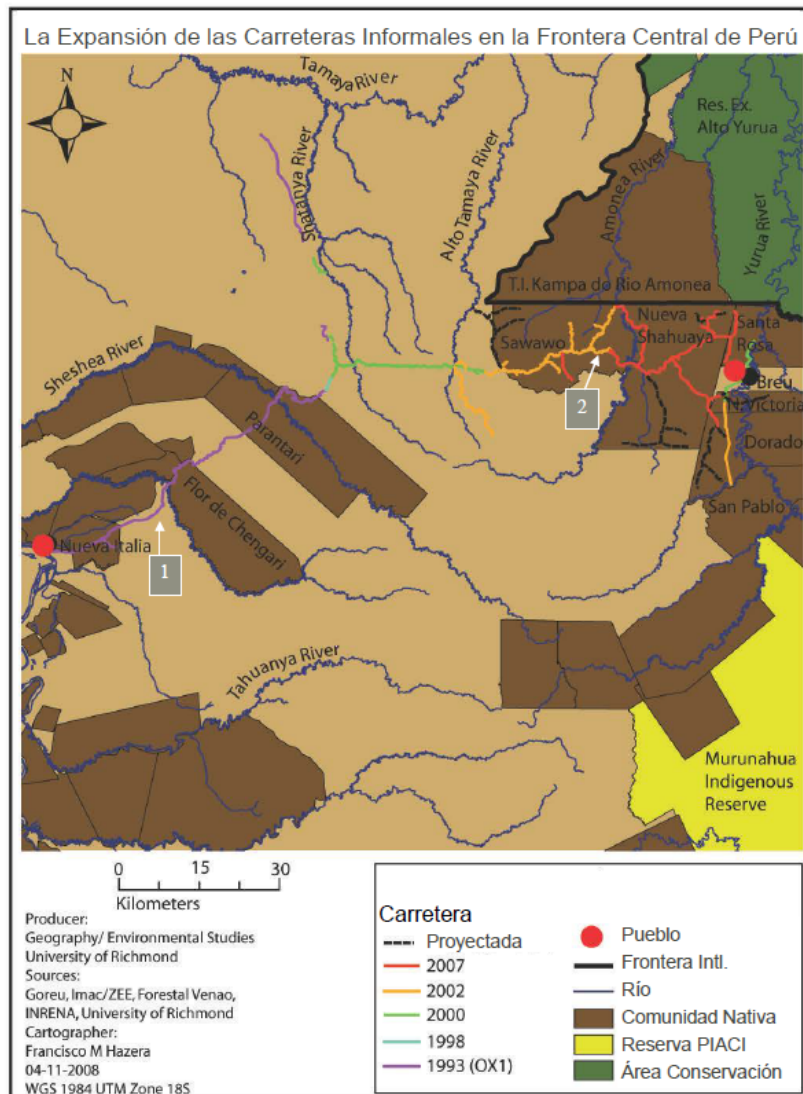 La Expansión de las Carreteras Informales en la Frontera Central de Perú
N
Tamaya River
Shatanya River
Alto Tamaya River
Amonea River
Res. Ex.
Alto Yurua
Yurua River
T.I. Kampa do Rio Amonea
Sawawo
Nueva
Shahuaya
Santa
Rosa
Breu
N. Victoria
Dorado
San Pablo
2
Sheshea River
Parantari
Flor de Chengari
Nueva Italia
1
Tahuanya River
Murunahua
Indigenous
Reserve
0 15 30
Kilometers
Producer:
Geography/ Environmental Studies
University of Richmond
Sources:
Goreu, Imac/ZEE, Forestal Venao,
INRENA, University of Richmond
Cartographer:
Francisco M Hazera
04-11-2008
WGS 1984 UTM Zone 18S
Carretera
Proyectada
2007
2002
2000
1998
1993 (OX1)
Pueblo
Frontera Intl.
Río
Comunidad Nativa
Reserva PIACI
Área Conservación